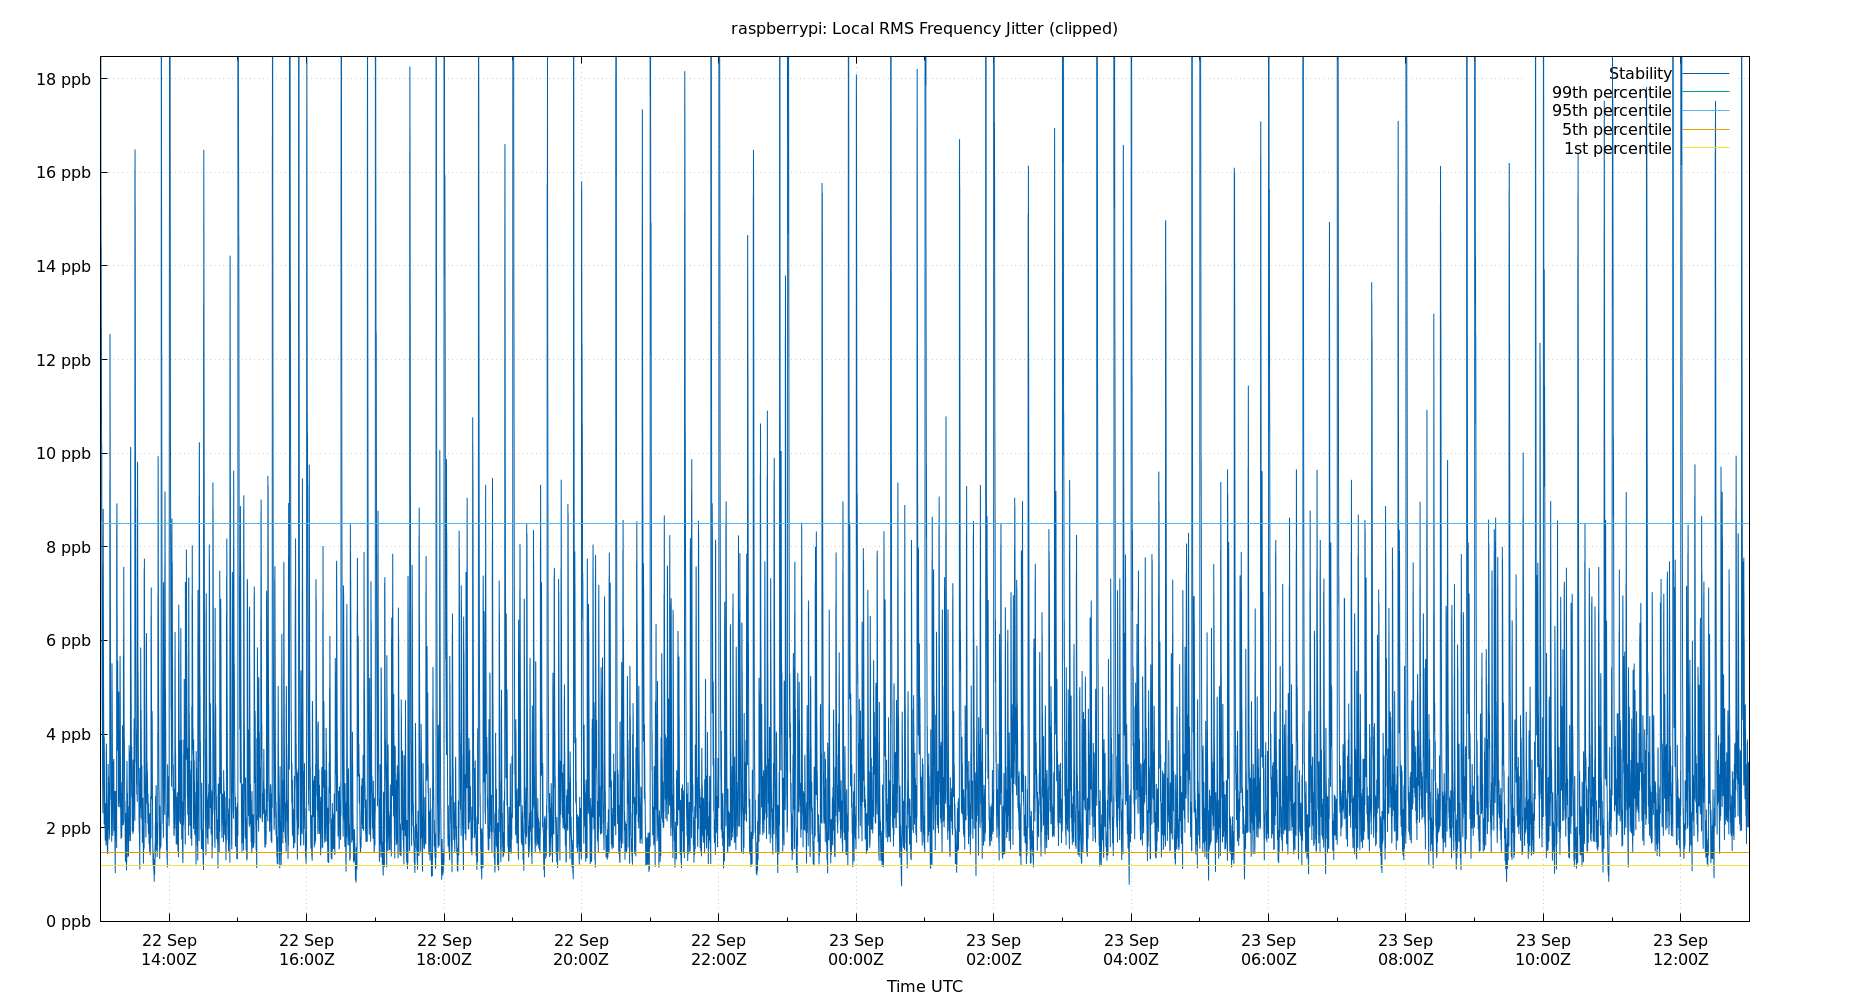 raspberrypi: Local RMS Frequency Jitter (clipped)
18 ppb
16 ppb
14 ppb
12 ppb
10 ppb
8 ppb
6 ppb
4 ppb
2 ppb
0 ppb
Stability
99th percentile
95th percentile
5th percentile
1st percentile
22 Sep 22 Sep 22 Sep 22 Sep 22 Sep 23 Sep 23 Sep 23 Sep 23 Sep 23 Sep 23 Sep 23 Sep
14:00Z 16:00Z 18:00Z 20:00Z 22:00Z 00:00Z 02:00Z 04:00Z 06:00Z 08:00Z 10:00Z 12:00Z
Time UTC